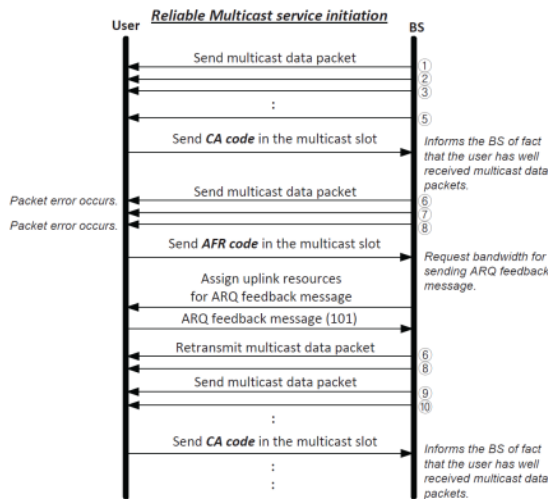 Reliable Multicast service initiation
User
BS
Send multicast data packet
①
②
③
:
⑤
Send CA code in the multicast slot
Informs the BS of fact
that the user has well
received multicast data
packets.
Packet error occurs.
Send multicast data packet
⑥
⑦
Packet error occurs.
⑧
Send AFR code in the multicast slot
Request bandwidth for
sending ARQ feedback
message.
Assign uplink resources
for ARQ feedback message
ARQ feedback message (101)
Retransmit multicast data packet
⑥
⑧
Send multicast data packet
⑨
⑩
:
Send CA code in the multicast slot
Informs the BS of fact
that the user has well
received multicast data
packets.
:
: